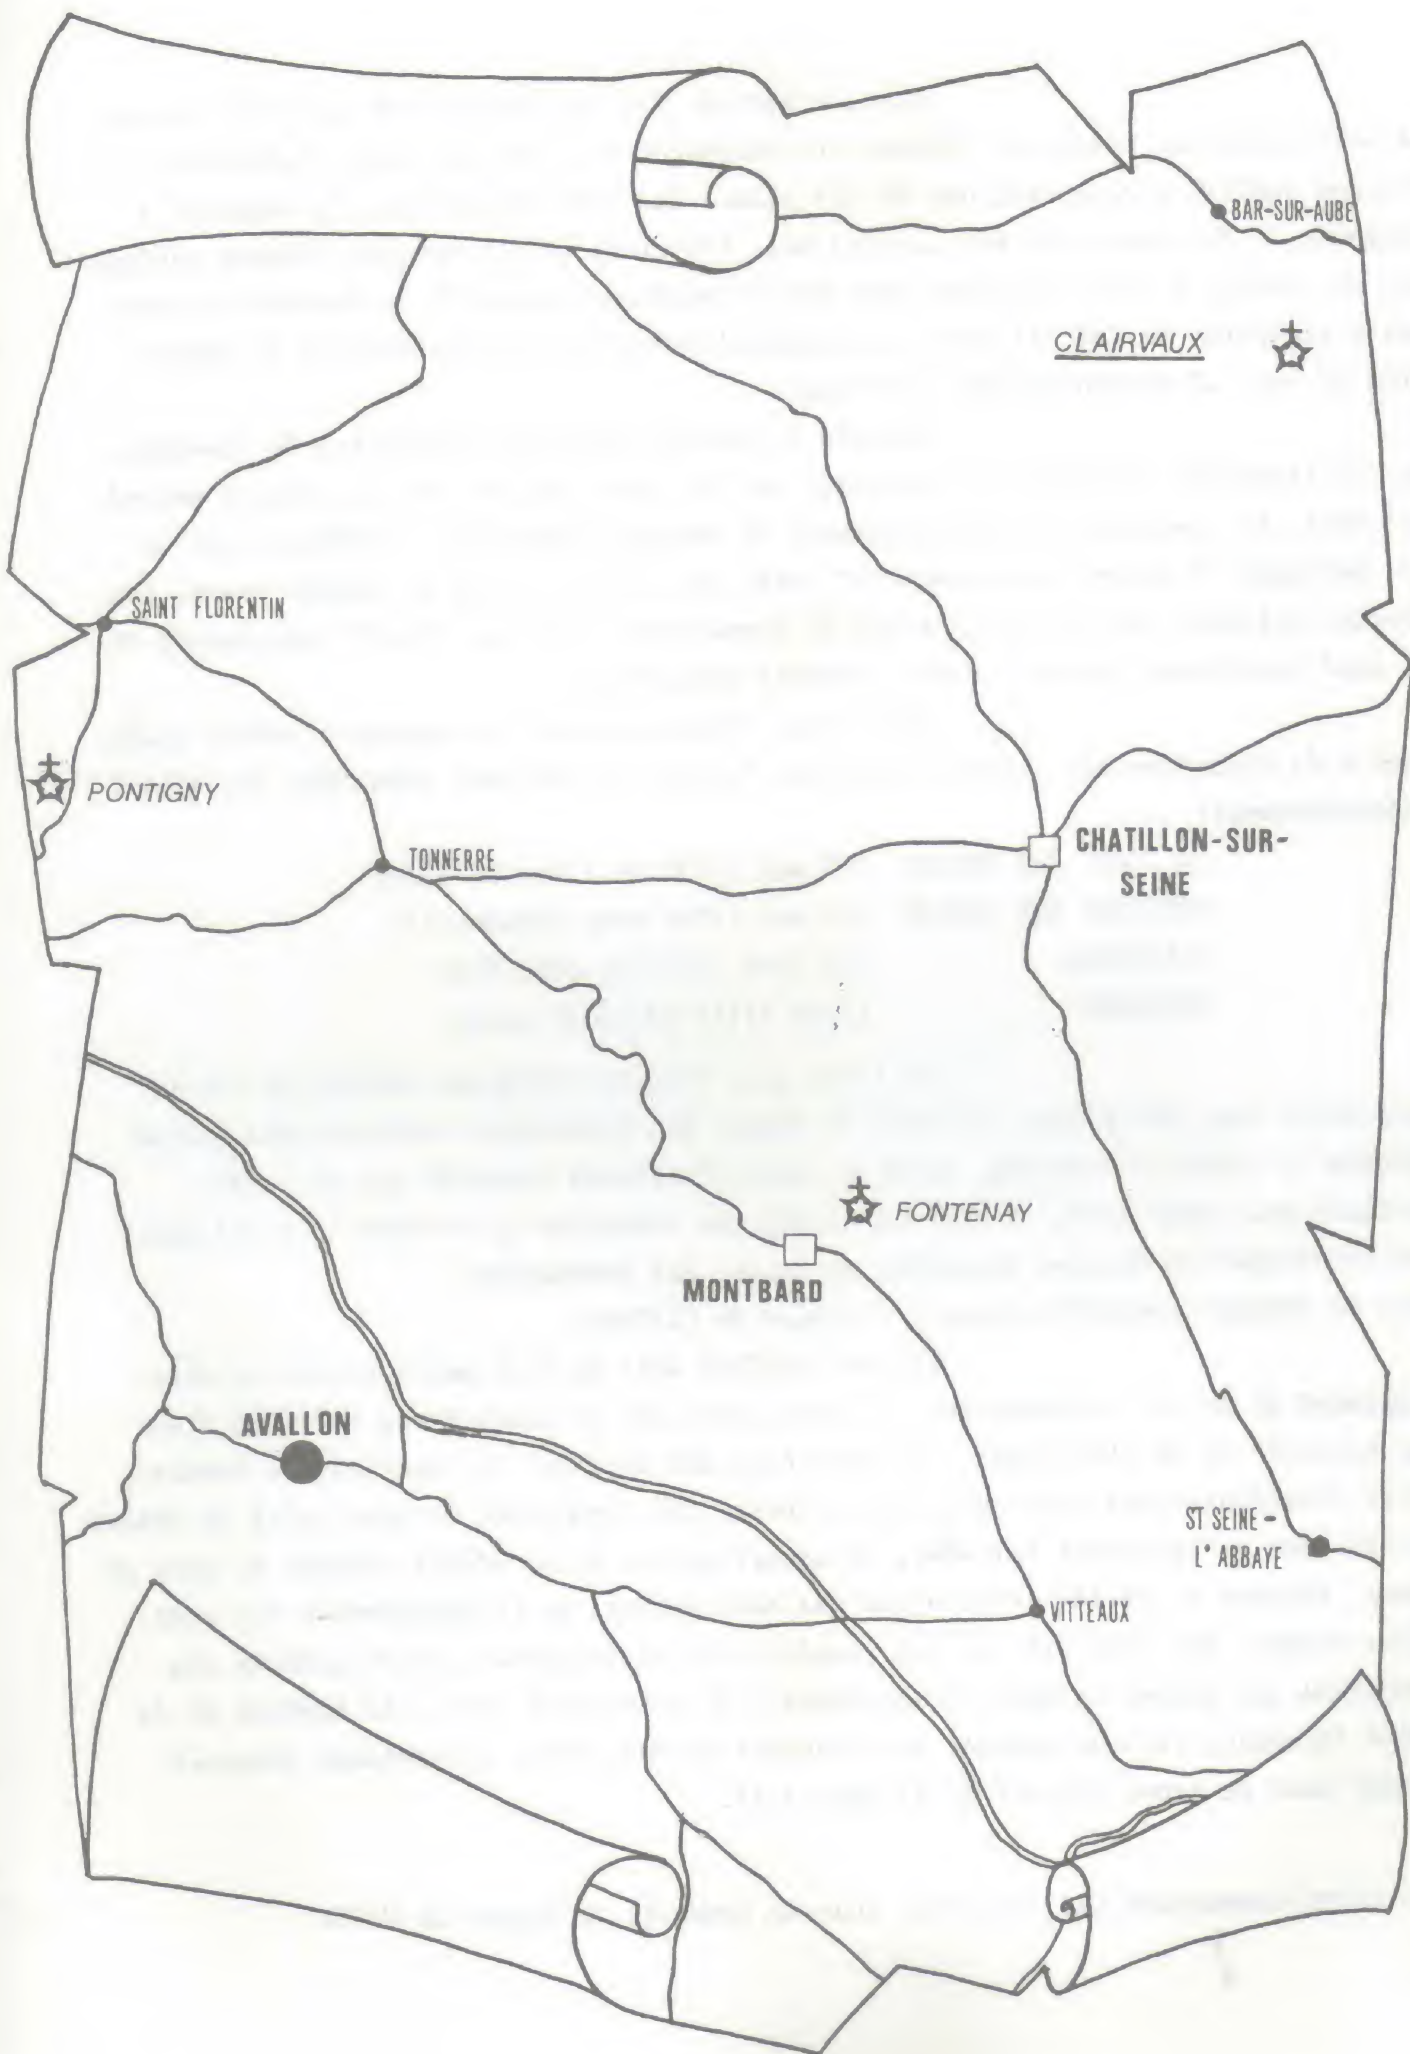 BAR-SUR-AUBE
CLAIRVAUX
SAINT FLORENTIN
PONTIGNY
TONNERRE
CHATILLON-SUR-
SEINE
FONTENAY
MONTBARD
AVALLON
ST SEINE -
L' ABBAYE
VITTEAUX